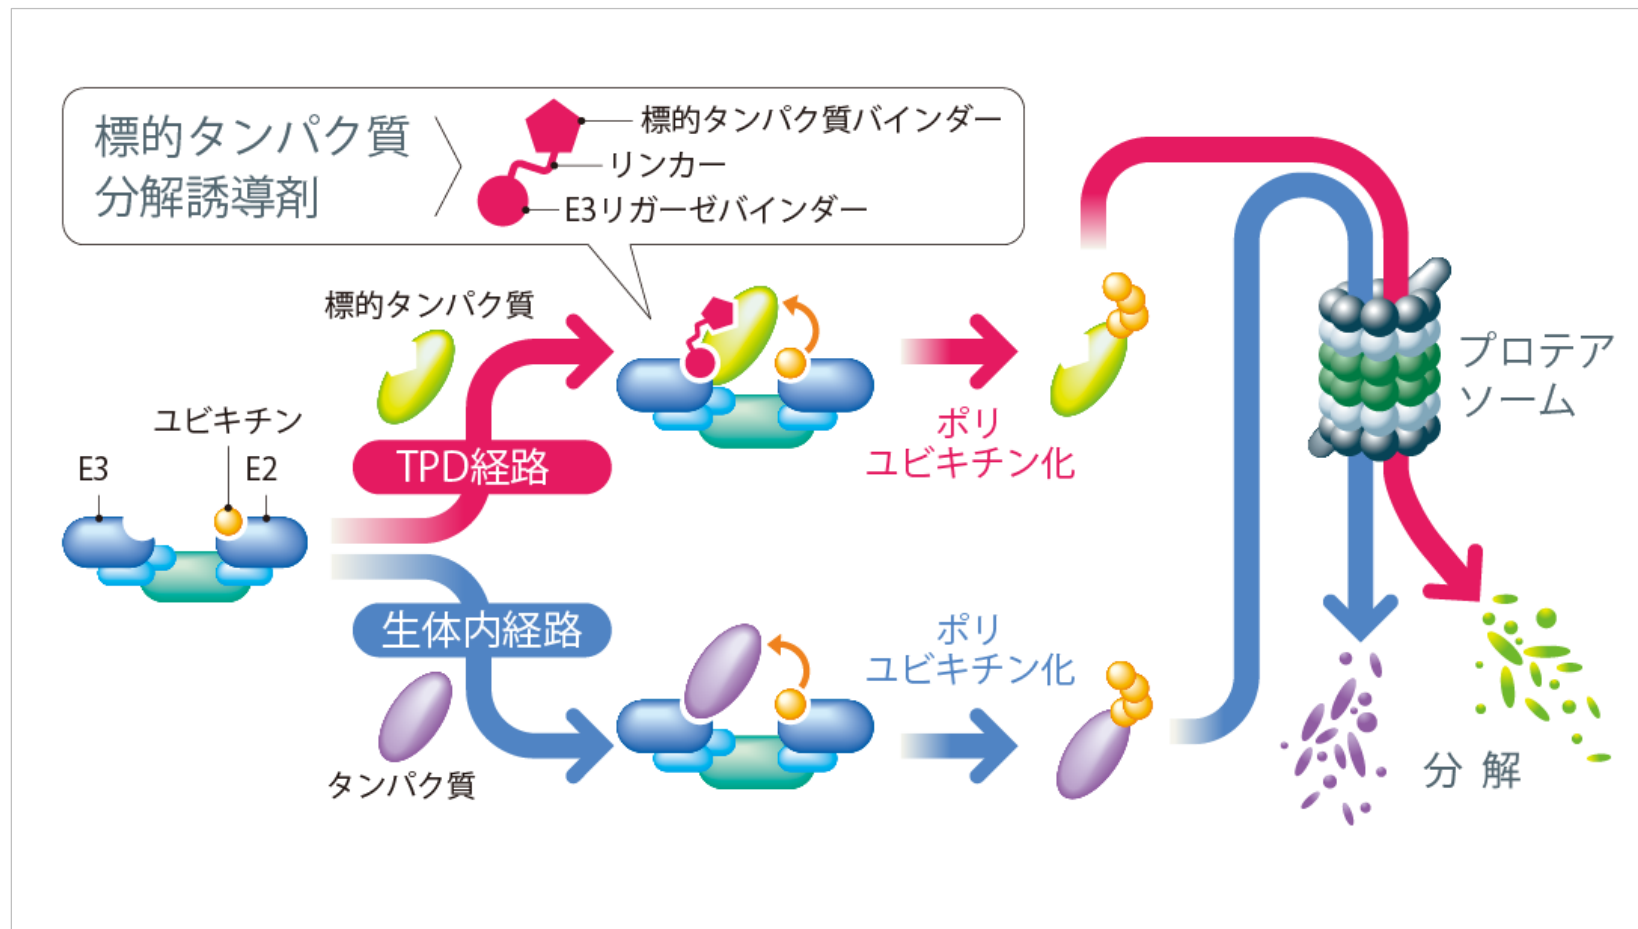 標的タンパク質
分解誘導剤
標的タンパク質バインダー
リンカー
E3リガーゼバインダー
標的タンパク質
ユビキチン
E3
E2
TPD経路
ポリ
ユビキチン化
プロテア
ソーム
生体内経路
タンパク質
ポリ
ユビキチン化
分 解